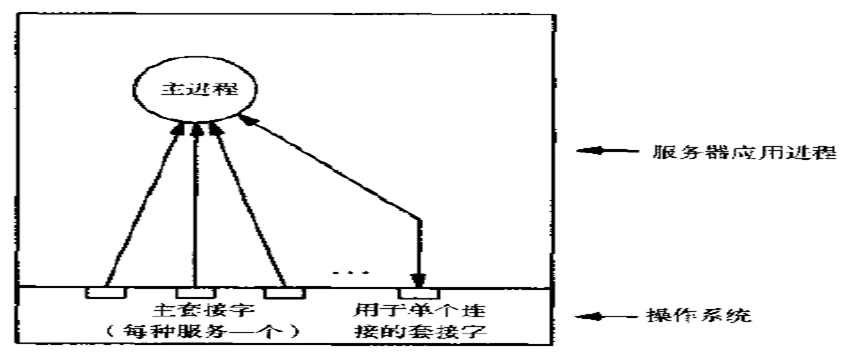 主进程
服务器应用进程
...
主套接字
（每种服务一个）
用于单个连
接的套接字
操作系统